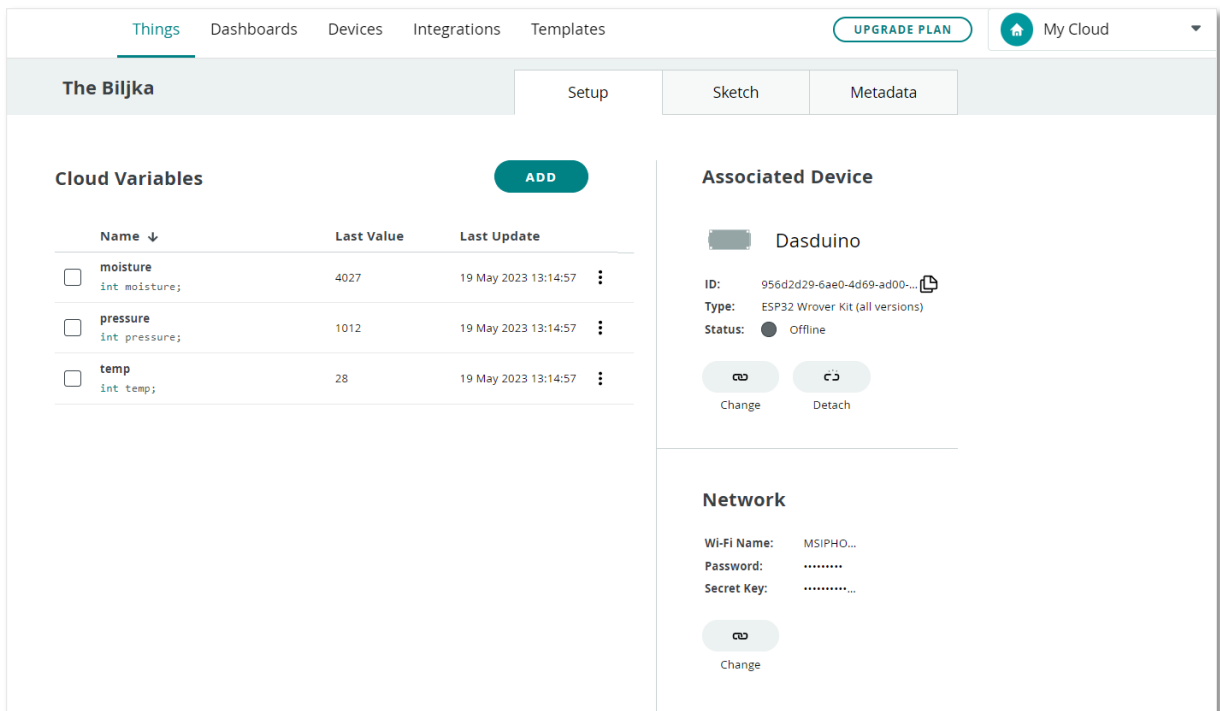 Things Dashboards Devices Integrations Templates UPGRADE PLAN My Cloud
The Biljka Setup Sketch Metadata
Cloud Variables ADD
Name ↓ Last Value Last Update
moisture
int moisture; 4027 19 May 2023 13:14:57
pressure
int pressure; 1012 19 May 2023 13:14:57
temp
int temp; 28 19 May 2023 13:14:57
Associated Device
Dasduino
ID: 956d2d29-6ae0-4d69-ad00-...
Type: ESP32 Wrover Kit (all versions)
Status: Offline
Change Detach
Network
Wi-Fi Name: MSIPHO...
Password: •••••••••
Secret Key: ••••••••••...
Change